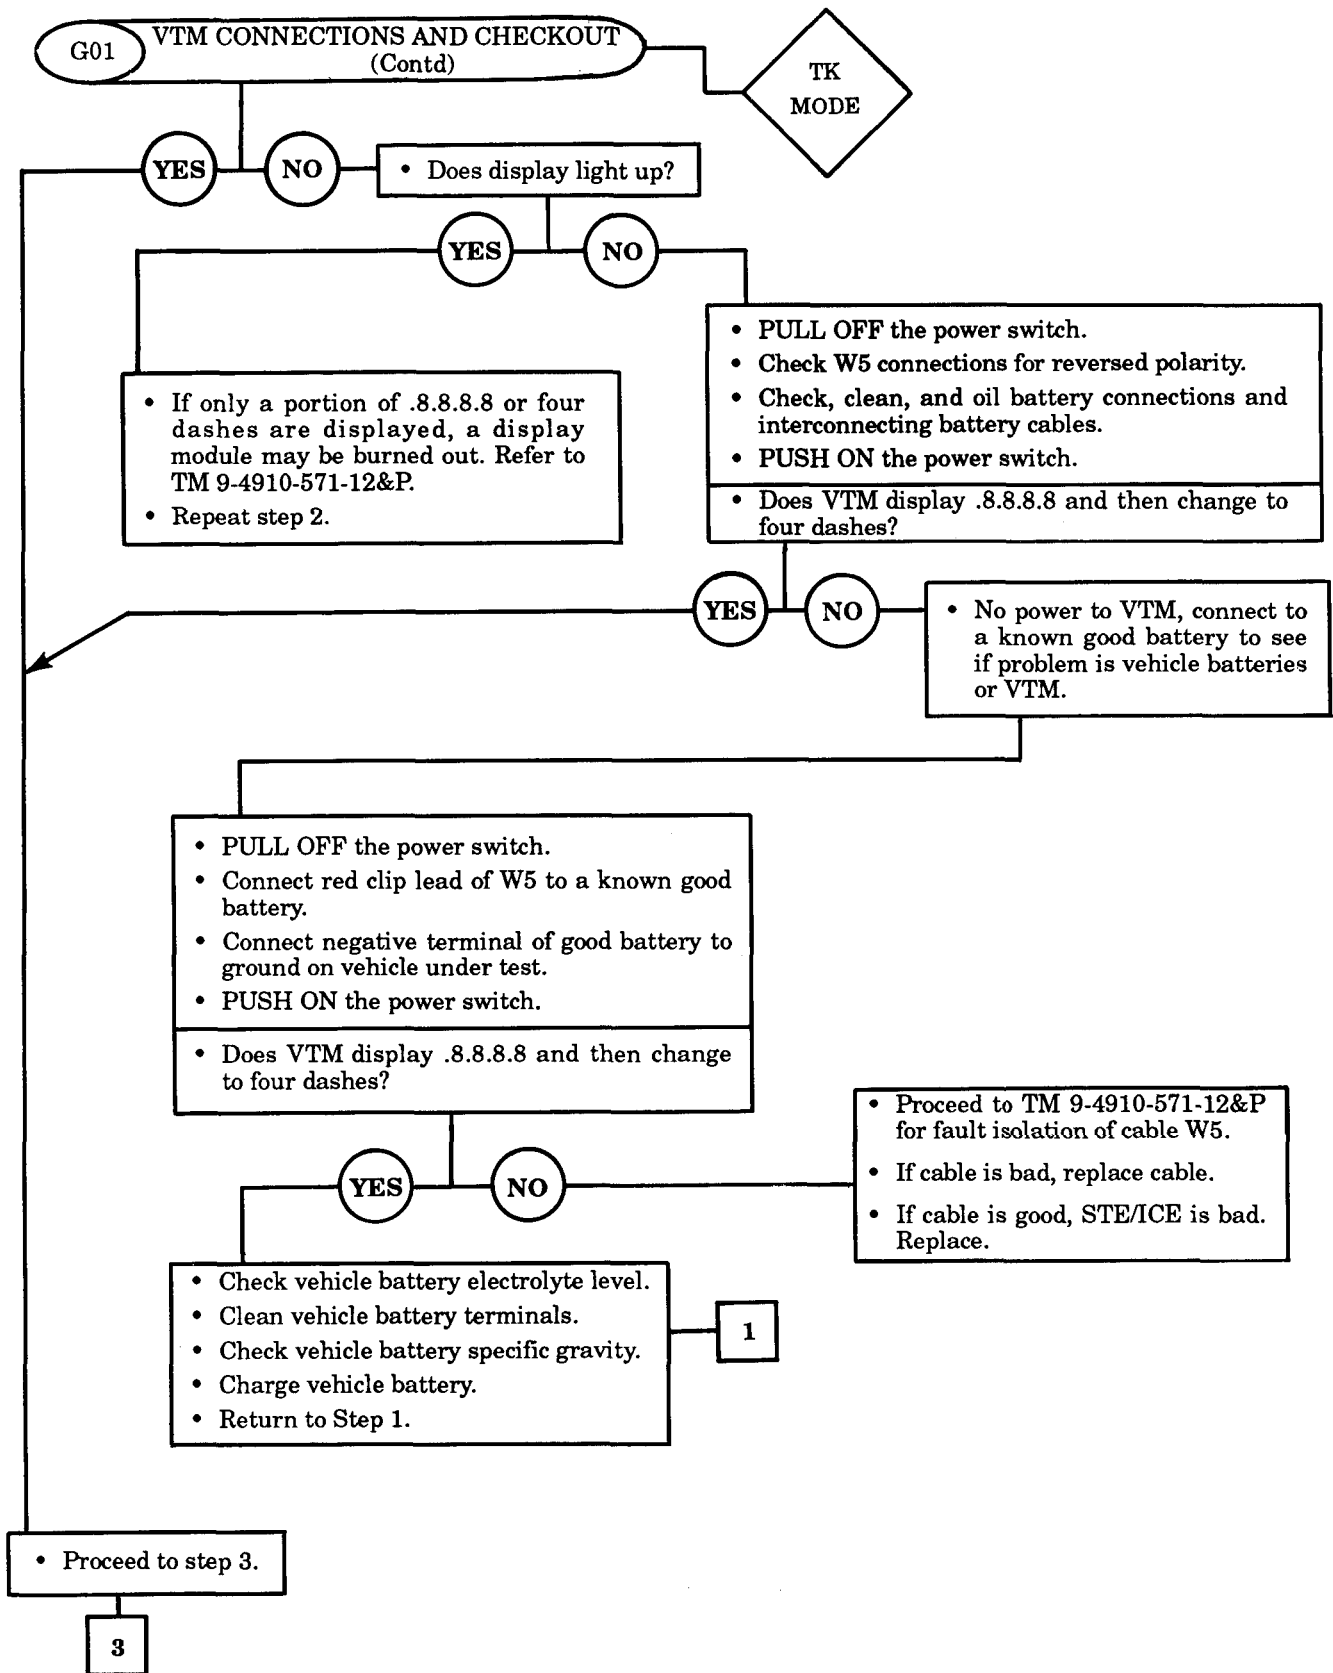 G01
VTM CONNECTIONS AND CHECKOUT
(Contd)
TK
MODE
YES
NO
• Does display light up?
YES
NO
• PULL OFF the power switch.
• Check W5 connections for reversed polarity.
• Check, clean, and oil battery connections and
interconnecting battery cables.
• PUSH ON the power switch.
• Does VTM display .8.8.8.8 and then change to
four dashes?
• If only a portion of .8.8.8.8 or four
dashes are displayed, a display
module may be burned out. Refer to
TM 9-4910-571-12&P.
• Repeat step 2.
YES
NO
• No power to VTM, connect to
a known good battery to see
if problem is vehicle batteries
or VTM.
• PULL OFF the power switch.
• Connect red clip lead of W5 to a known good
battery.
• Connect negative terminal of good battery to
ground on vehicle under test.
• PUSH ON the power switch.
• Does VTM display .8.8.8.8 and then change
to four dashes?
YES
NO
• Proceed to TM 9-4910-571-12&P
for fault isolation of cable W5.
• If cable is bad, replace cable.
• If cable is good, STE/ICE is bad.
Replace.
• Check vehicle battery electrolyte level.
• Clean vehicle battery terminals.
• Check vehicle battery specific gravity.
• Charge vehicle battery.
• Return to Step 1.
1
• Proceed to step 3.
3